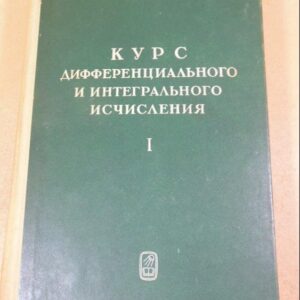 КУРС
ДИФФЕРЕНЦИАЛЬНОГО
И ИНТЕГРАЛЬНОГО
ИСЧИСЛЕНИЯ
I